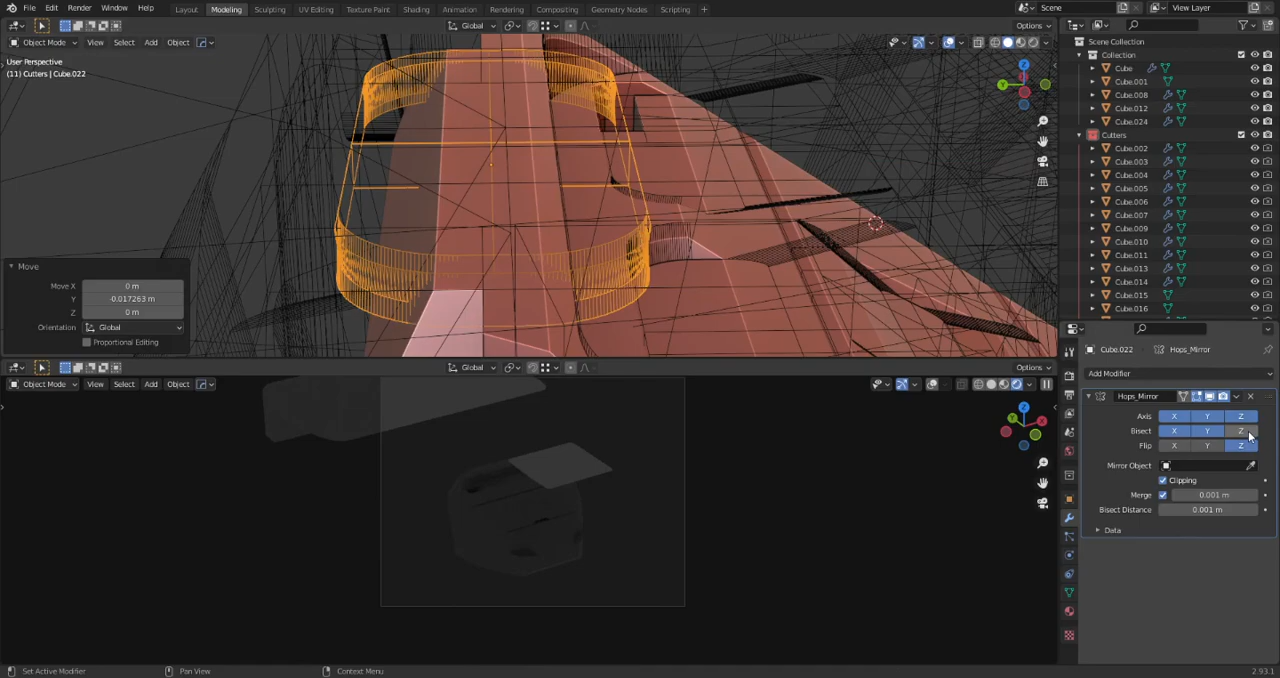 File Edit Render Window Help
Layout Modeling Sculpting UV Editing Texture Paint Shading Animation Rendering Compositing Geometry Nodes Scripting +
Scene
View Layer
Global
Options
Object Mode View Select Add Object
User Perspective
(11) Cutters | Cube.022
Z
Y
Move
Move X 0 m
Y -0.017263 m
Z 0 m
Orientation Global
Proportional Editing
Global
Options
Object Mode View Select Add Object
Z
Y
X
Scene Collection
Collection
Cube
Cube.001
Cube.008
Cube.012
Cube.024
Cutters
Cube.002
Cube.003
Cube.004
Cube.005
Cube.006
Cube.007
Cube.009
Cube.010
Cube.011
Cube.013
Cube.014
Cube.015
Cube.016
Cube.022 Hops_Mirror
Add Modifier
Hops_Mirror
Axis X Y Z
Bisect X Y Z
Flip X Y Z
Mirror Object
Clipping
Merge 0.001 m
Bisect Distance 0.001 m
Data
Set Active Modifier Pan View Context Menu
2.93.1